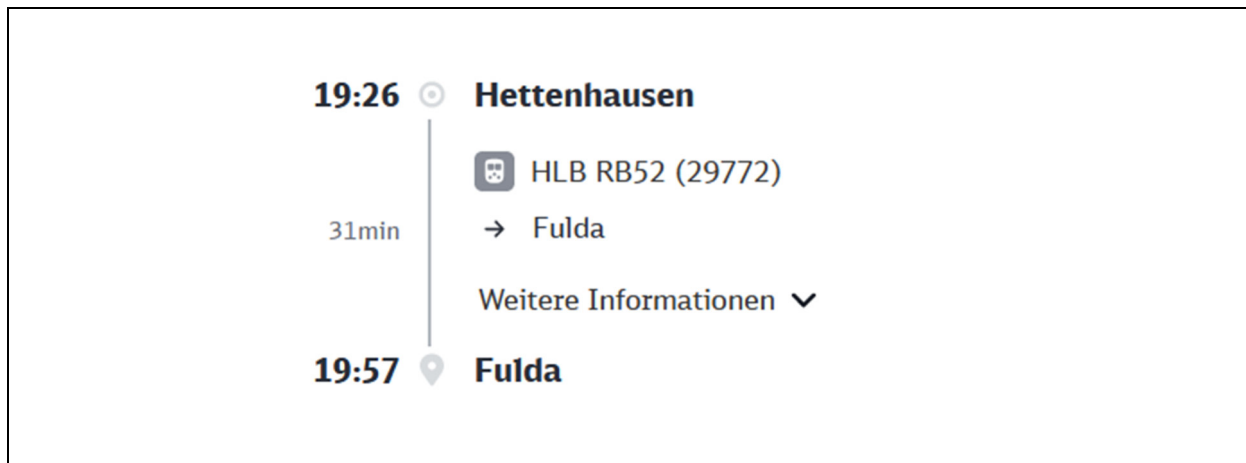 19:26 Hettenhausen
HLB RB52 (29772)
31min → Fulda
Weitere Informationen
19:57 Fulda